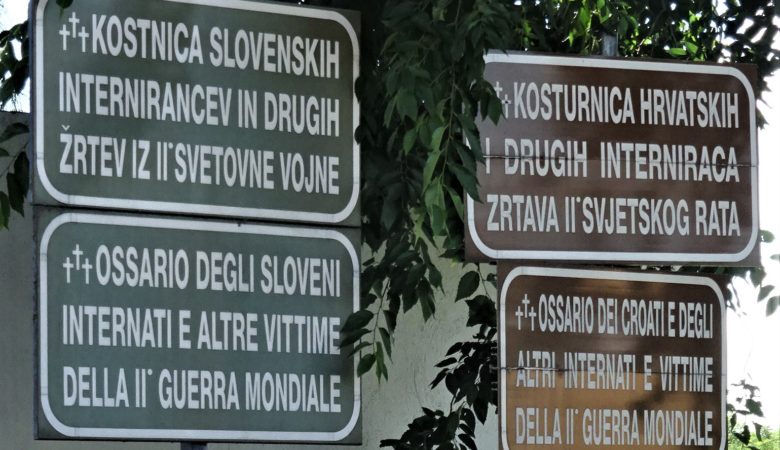 ††† KOSTNICA SLOVENSKIH
INTERNIRANCEV IN DRUGIH
ŽRTEV IZ II° SVETOVNE VOJNE
††† OSSARIO DEGLI SLOVENI
INTERNATI E ALTRE VITTIME
DELLA II° GUERRA MONDIALE
††† KOSTURNICA HRVATSKIH
I DRUGIH INTERNIRACA
ZRTAVA II° SVJETSKOG RATA
††† OSSARIO DEI CROATI E DEGLI
ALTRI INTERNATI E VITTIME
DELLA II° GUERRA MONDIALE